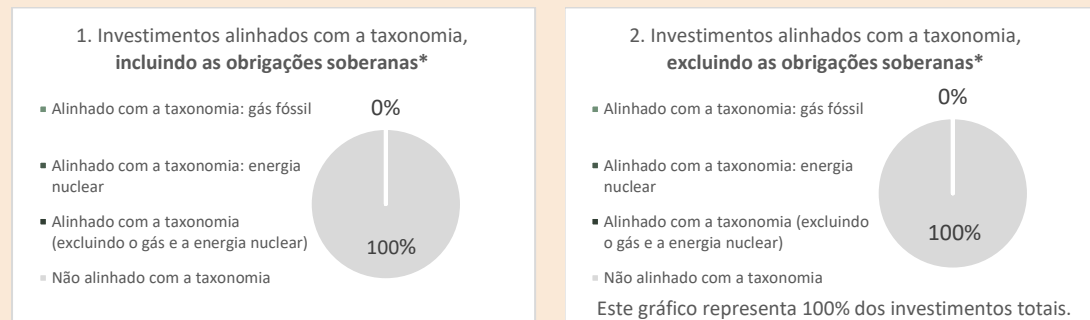 1. Investimentos alinhados com a taxonomia,
incluindo as obrigações soberanas*
Alinhado com a taxonomia: gás fóssil
Alinhado com a taxonomia: energia
nuclear
Alinhado com a taxonomia
(excluindo o gás e a energia nuclear)
Não alinhado com a taxonomia
0%
100%
2. Investimentos alinhados com a taxonomia,
excluindo as obrigações soberanas*
Alinhado com a taxonomia: gás fóssil
Alinhado com a taxonomia: energia
nuclear
Alinhado com a taxonomia (excluindo
o gás e a energia nuclear)
Não alinhado com a taxonomia
0%
100%
Este gráfico representa 100% dos investimentos totais.